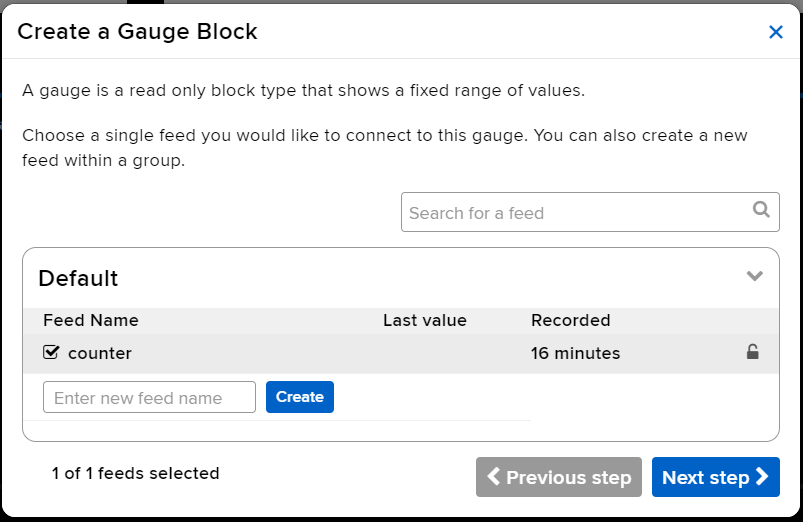 Create a Gauge Block
A gauge is a read only block type that shows a fixed range of values.
Choose a single feed you would like to connect to this gauge. You can also create a new
feed within a group.
Search for a feed
Default
Feed Name Last value Recorded
counter 16 minutes
Enter new feed name Create
1 of 1 feeds selected Previous step Next step